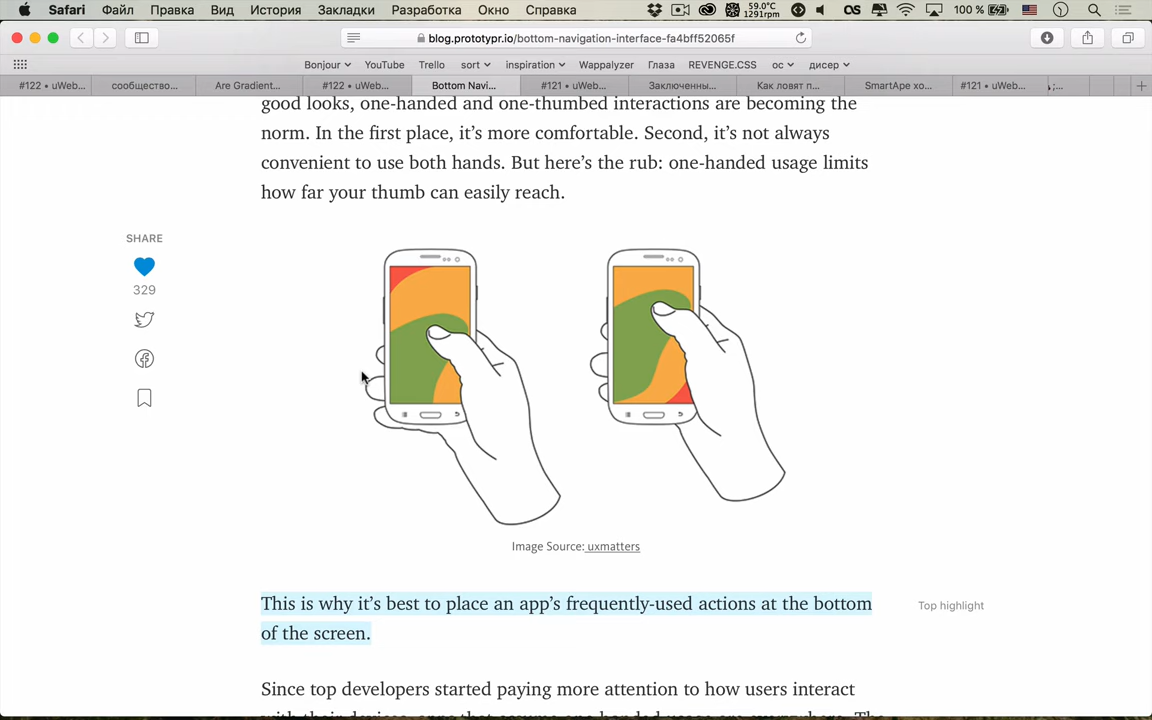 Safari Файл Правка Вид История Закладки Разработка Окно Справка 59.0°C 1291rpm 100 %
blog.prototypr.io/bottom-navigation-interface-fa4bff52065f
Bonjour YouTube Trello sort inspiration Wappalyzer Глаза REVENGE.CSS ос дисер
#122 • uWeb... сообщество... Are Gradient... #122 • uWeb... Bottom Navi... #121 • uWeb... Заключенны... Как ловят п... SmartApe хо... #121 • uWeb...
good looks, one-handed and one-thumbed interactions are becoming the
norm. In the first place, it’s more comfortable. Second, it’s not always
convenient to use both hands. But here’s the rub: one-handed usage limits
how far your thumb can easily reach.
SHARE
329
Image Source: uxmatters
This is why it’s best to place an app’s frequently-used actions at the bottom
of the screen.
Top highlight
Since top developers started paying more attention to how users interact